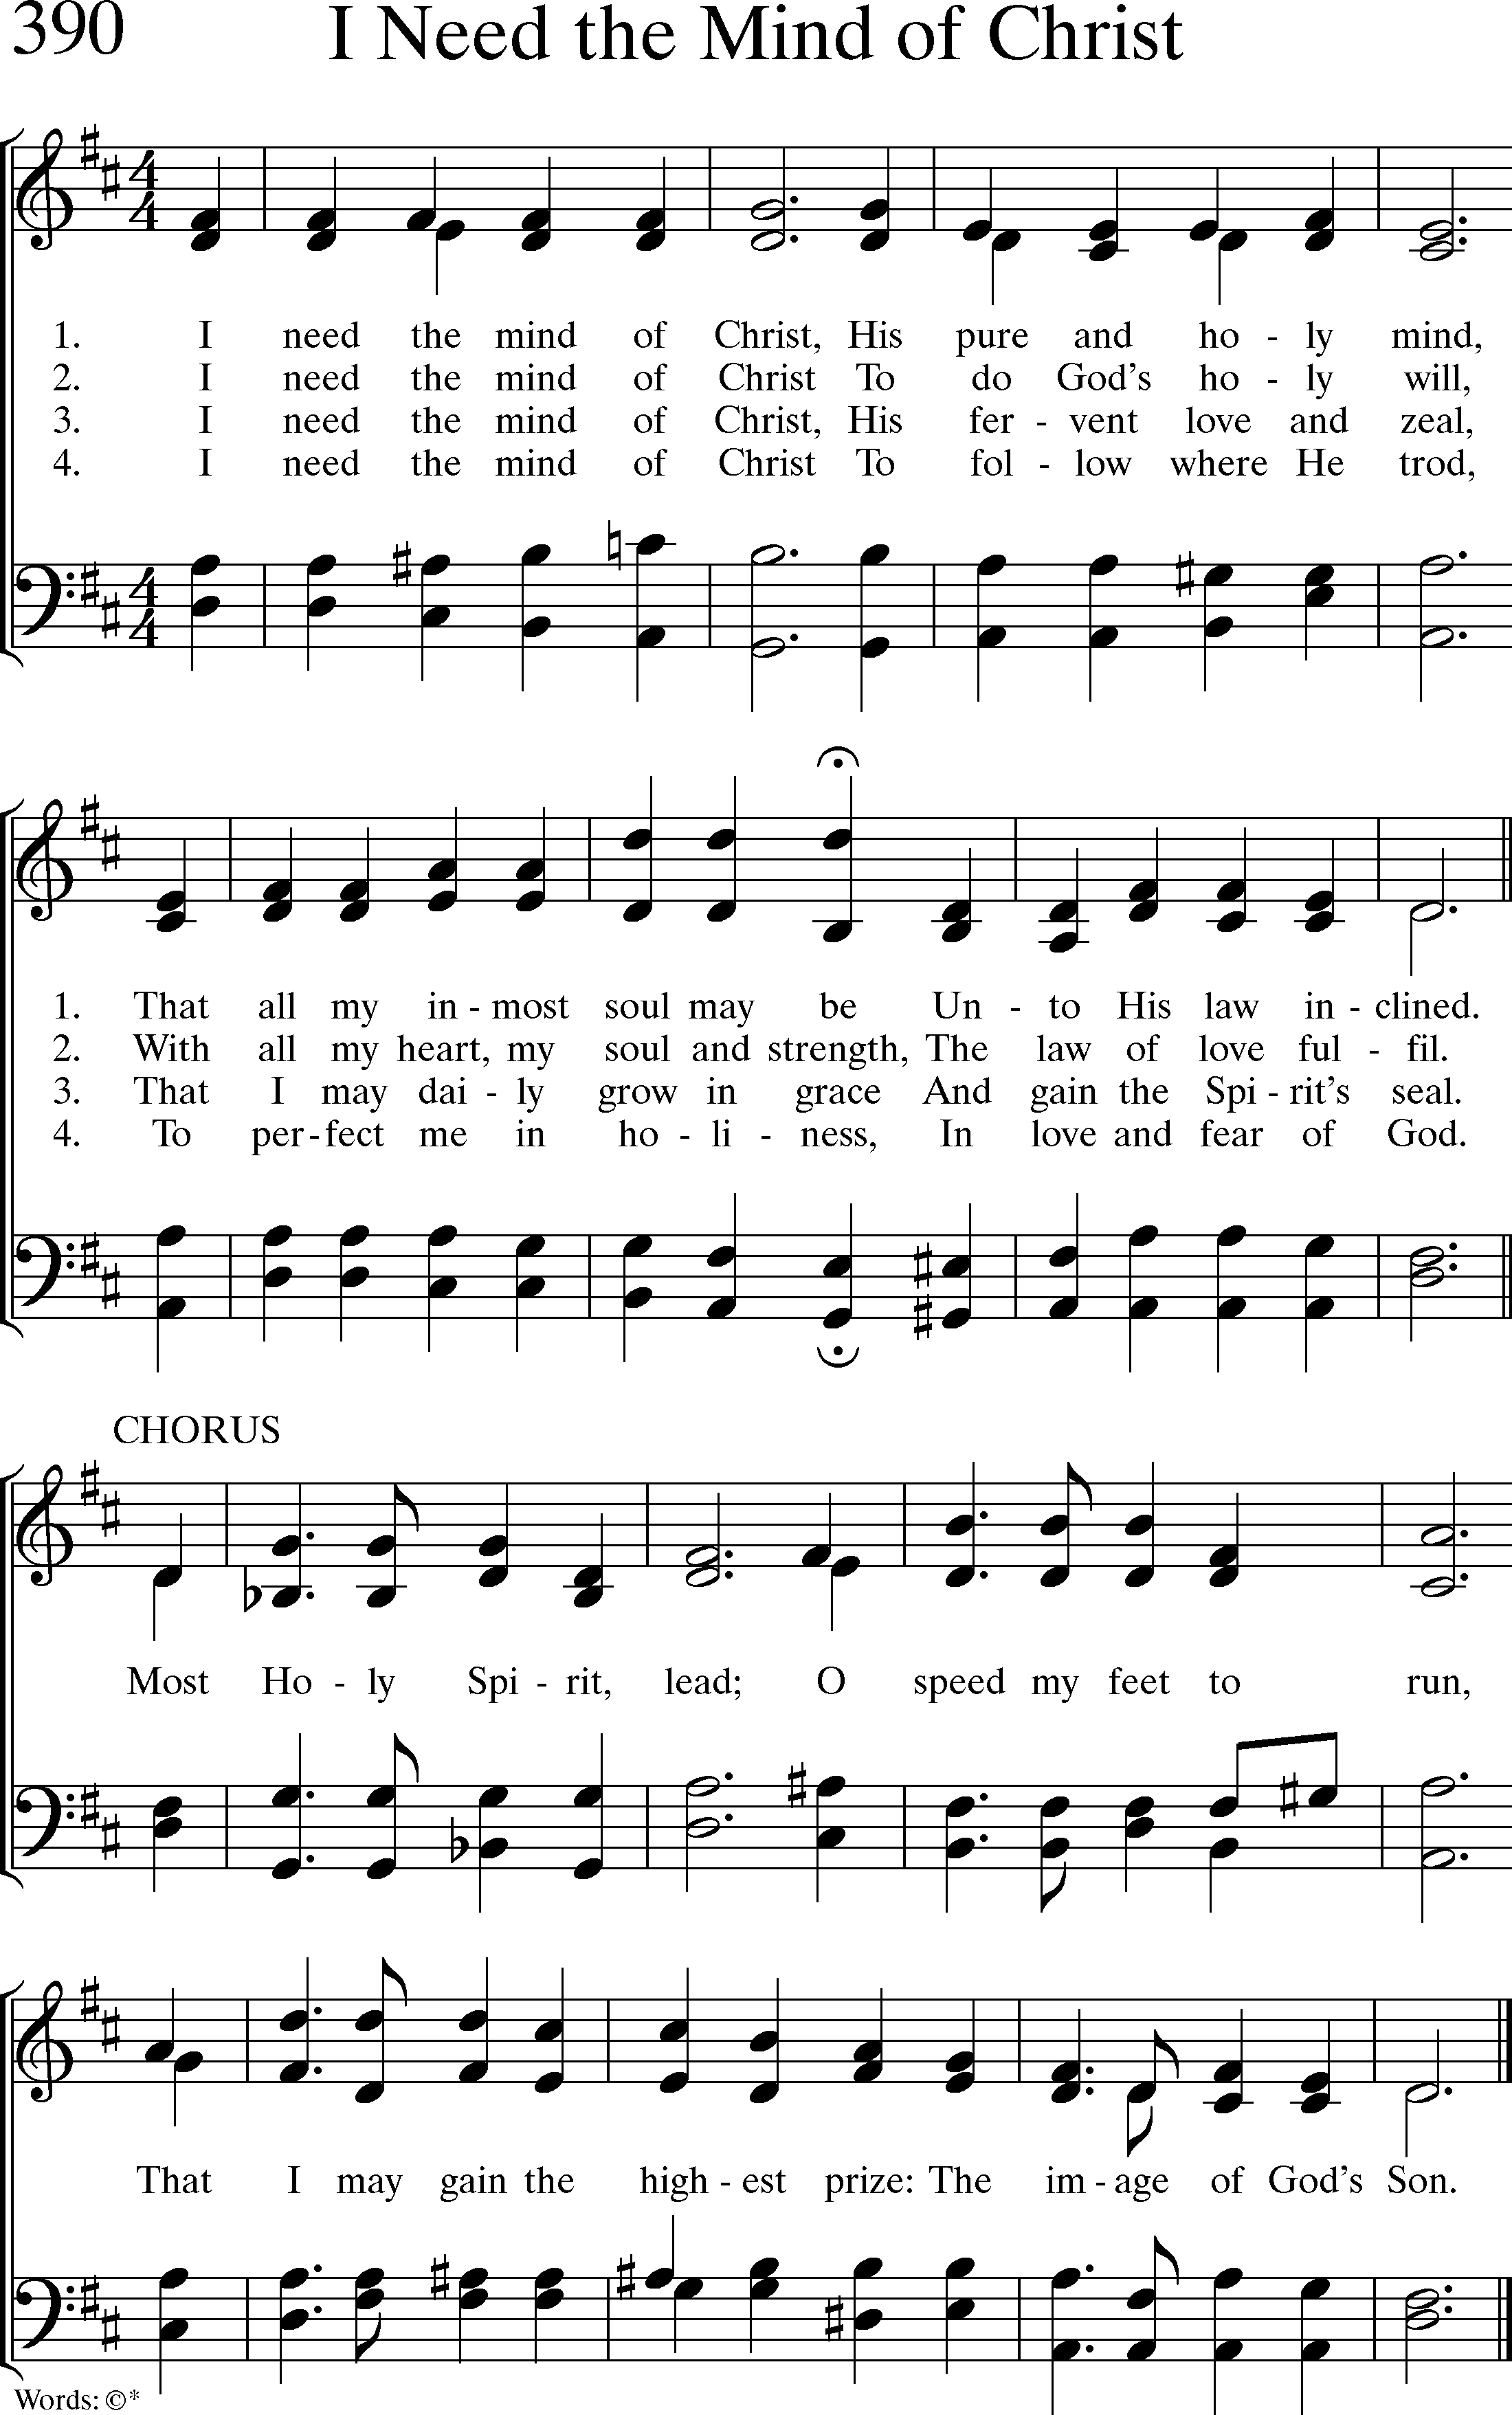 390 I Need the Mind of Christ
1. I need the mind of Christ, His pure and ho - ly mind,
2. I need the mind of Christ To do God's ho - ly will,
3. I need the mind of Christ, His fer - vent love and zeal,
4. I need the mind of Christ To fol - low where He trod,
1. That all my in - most soul may be Un - to His law in - clined.
2. With all my heart, my soul and strength, The law of love ful - fil.
3. That I may dai - ly grow in grace And gain the Spi - rit's seal.
4. To per - fect me in ho - li - ness, In love and fear of God.
CHORUS
Most Ho - ly Spi - rit, lead; O speed my feet to run,
That I may gain the high - est prize: The im - age of God's Son.
Words: ©*